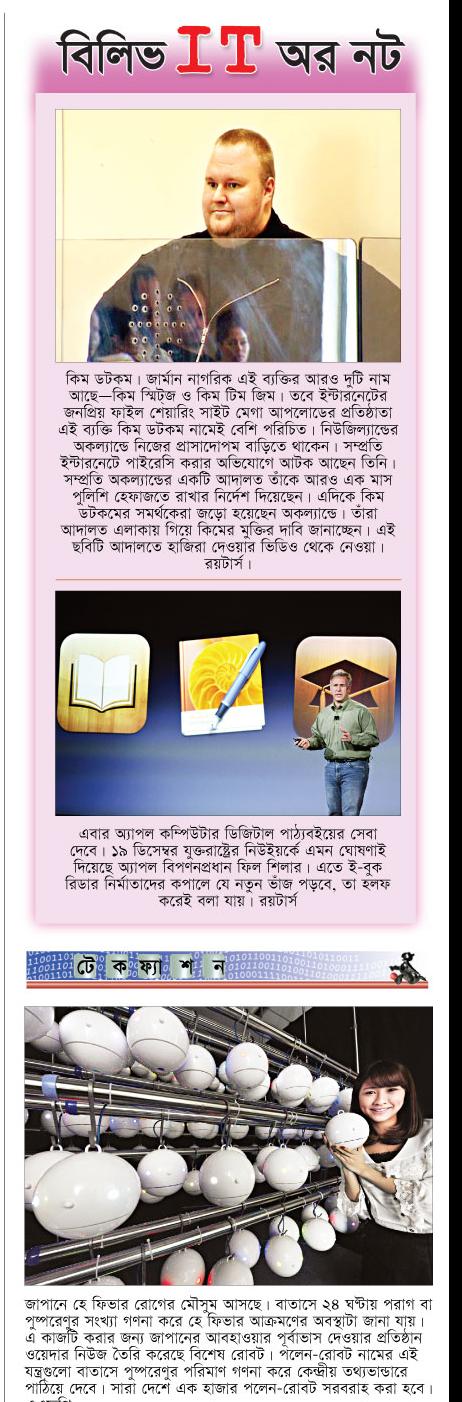 বিলিভ IT অর নট
কিম ডটকম। জার্মান নাগরিক এই ব্যক্তির আরও দুটি নাম
আছে—কিম স্মিট্জ ও কিম টিম জিম। তবে ইন্টারনেটের
জনপ্রিয় ফাইল শেয়ারিং সাইট মেগা আপলোডের প্রতিষ্ঠাতা
এই ব্যক্তি কিম ডটকম নামেই বেশি পরিচিত। নিউজিল্যান্ডের
অকল্যান্ডে নিজের প্রাসাদোপম বাড়িতে থাকেন। সম্প্রতি
ইন্টারনেটে পাইরেসি করার অভিযোগে আটক আছেন তিনি।
সম্প্রতি অকল্যান্ডের একটি আদালত তাঁকে আরও এক মাস
পুলিশি হেফাজতে রাখার নির্দেশ দিয়েছেন। এদিকে কিম
ডটকমের সমর্থকেরা জড়ো হয়েছেন অকল্যান্ডে। তাঁরা
আদালত এলাকায় গিয়ে কিমের মুক্তির দাবি জানাচ্ছেন। এই
ছবিটি আদালতে হাজিরা দেওয়ার ভিডিও থেকে নেওয়া।
রয়টার্স।
এবার অ্যাপল কম্পিউটার ডিজিটাল পাঠ্যবইয়ের সেবা
দেবে। ১৯ ডিসেম্বর যুক্তরাষ্ট্রের নিউইয়র্কে এমন ঘোষণাই
দিয়েছে অ্যাপল বিপণনপ্রধান ফিল শিলার। এতে ই-বুক
রিডার নির্মাতাদের কপালে যে নতুন ভাঁজ পড়বে, তা হলফ
করেই বলা যায়। রয়টার্স
টেকফ্যাশন
জাপানে হে ফিভার রোগের মৌসুম আসছে। বাতাসে ২৪ ঘণ্টায় পরাগ বা
পুষ্পরেণুর সংখ্যা গণনা করে হে ফিভার আক্রমণের অবস্থাটা জানা যায়।
এ কাজটি করার জন্য জাপানের আবহাওয়ার পূর্বাভাস দেওয়ার প্রতিষ্ঠান
ওয়েদার নিউজ তৈরি করেছে বিশেষ রোবট। পলেন-রোবট নামের এই
যন্ত্রগুলো বাতাসে পুষ্পরেণুর পরিমাণ গণনা করে কেন্দ্রীয় তথ্যভান্ডারে
পাঠিয়ে দেবে। সারা দেশে এক হাজার পলেন-রোবট সরবরাহ করা হবে।